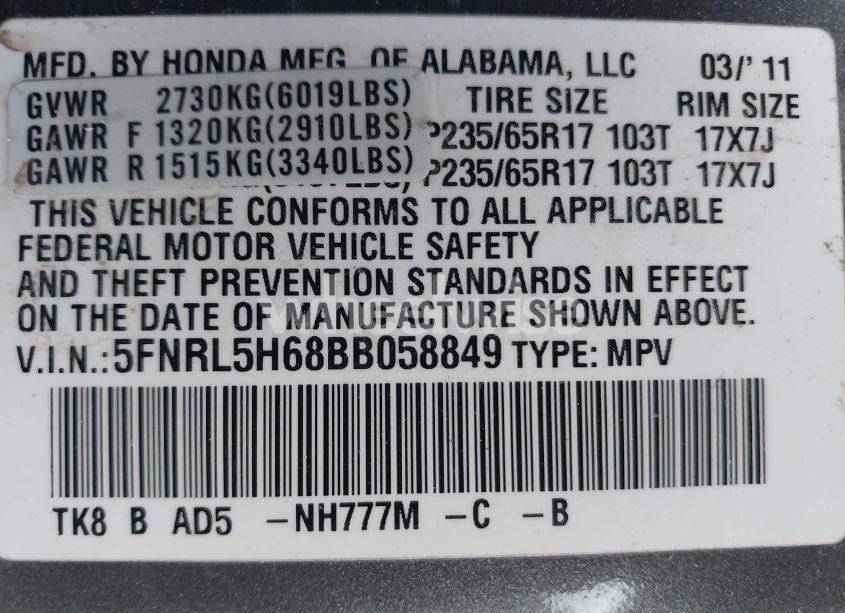 MFD. BY HONDA MFG. OF ALABAMA, LLC 03/'11
GVWR 2730KG(6019LBS) TIRE SIZE RIM SIZE
GAWR F 1320KG(2910LBS) P235/65R17 103T 17X7J
GAWR R 1515KG(3340LBS) P235/65R17 103T 17X7J
THIS VEHICLE CONFORMS TO ALL APPLICABLE
FEDERAL MOTOR VEHICLE SAFETY
AND THEFT PREVENTION STANDARDS IN EFFECT
ON THE DATE OF MANUFACTURE SHOWN ABOVE.
V.I.N.: 5FNRL5H68BB058849 TYPE: MPV
TK8 B AD5 -NH777M -C -B